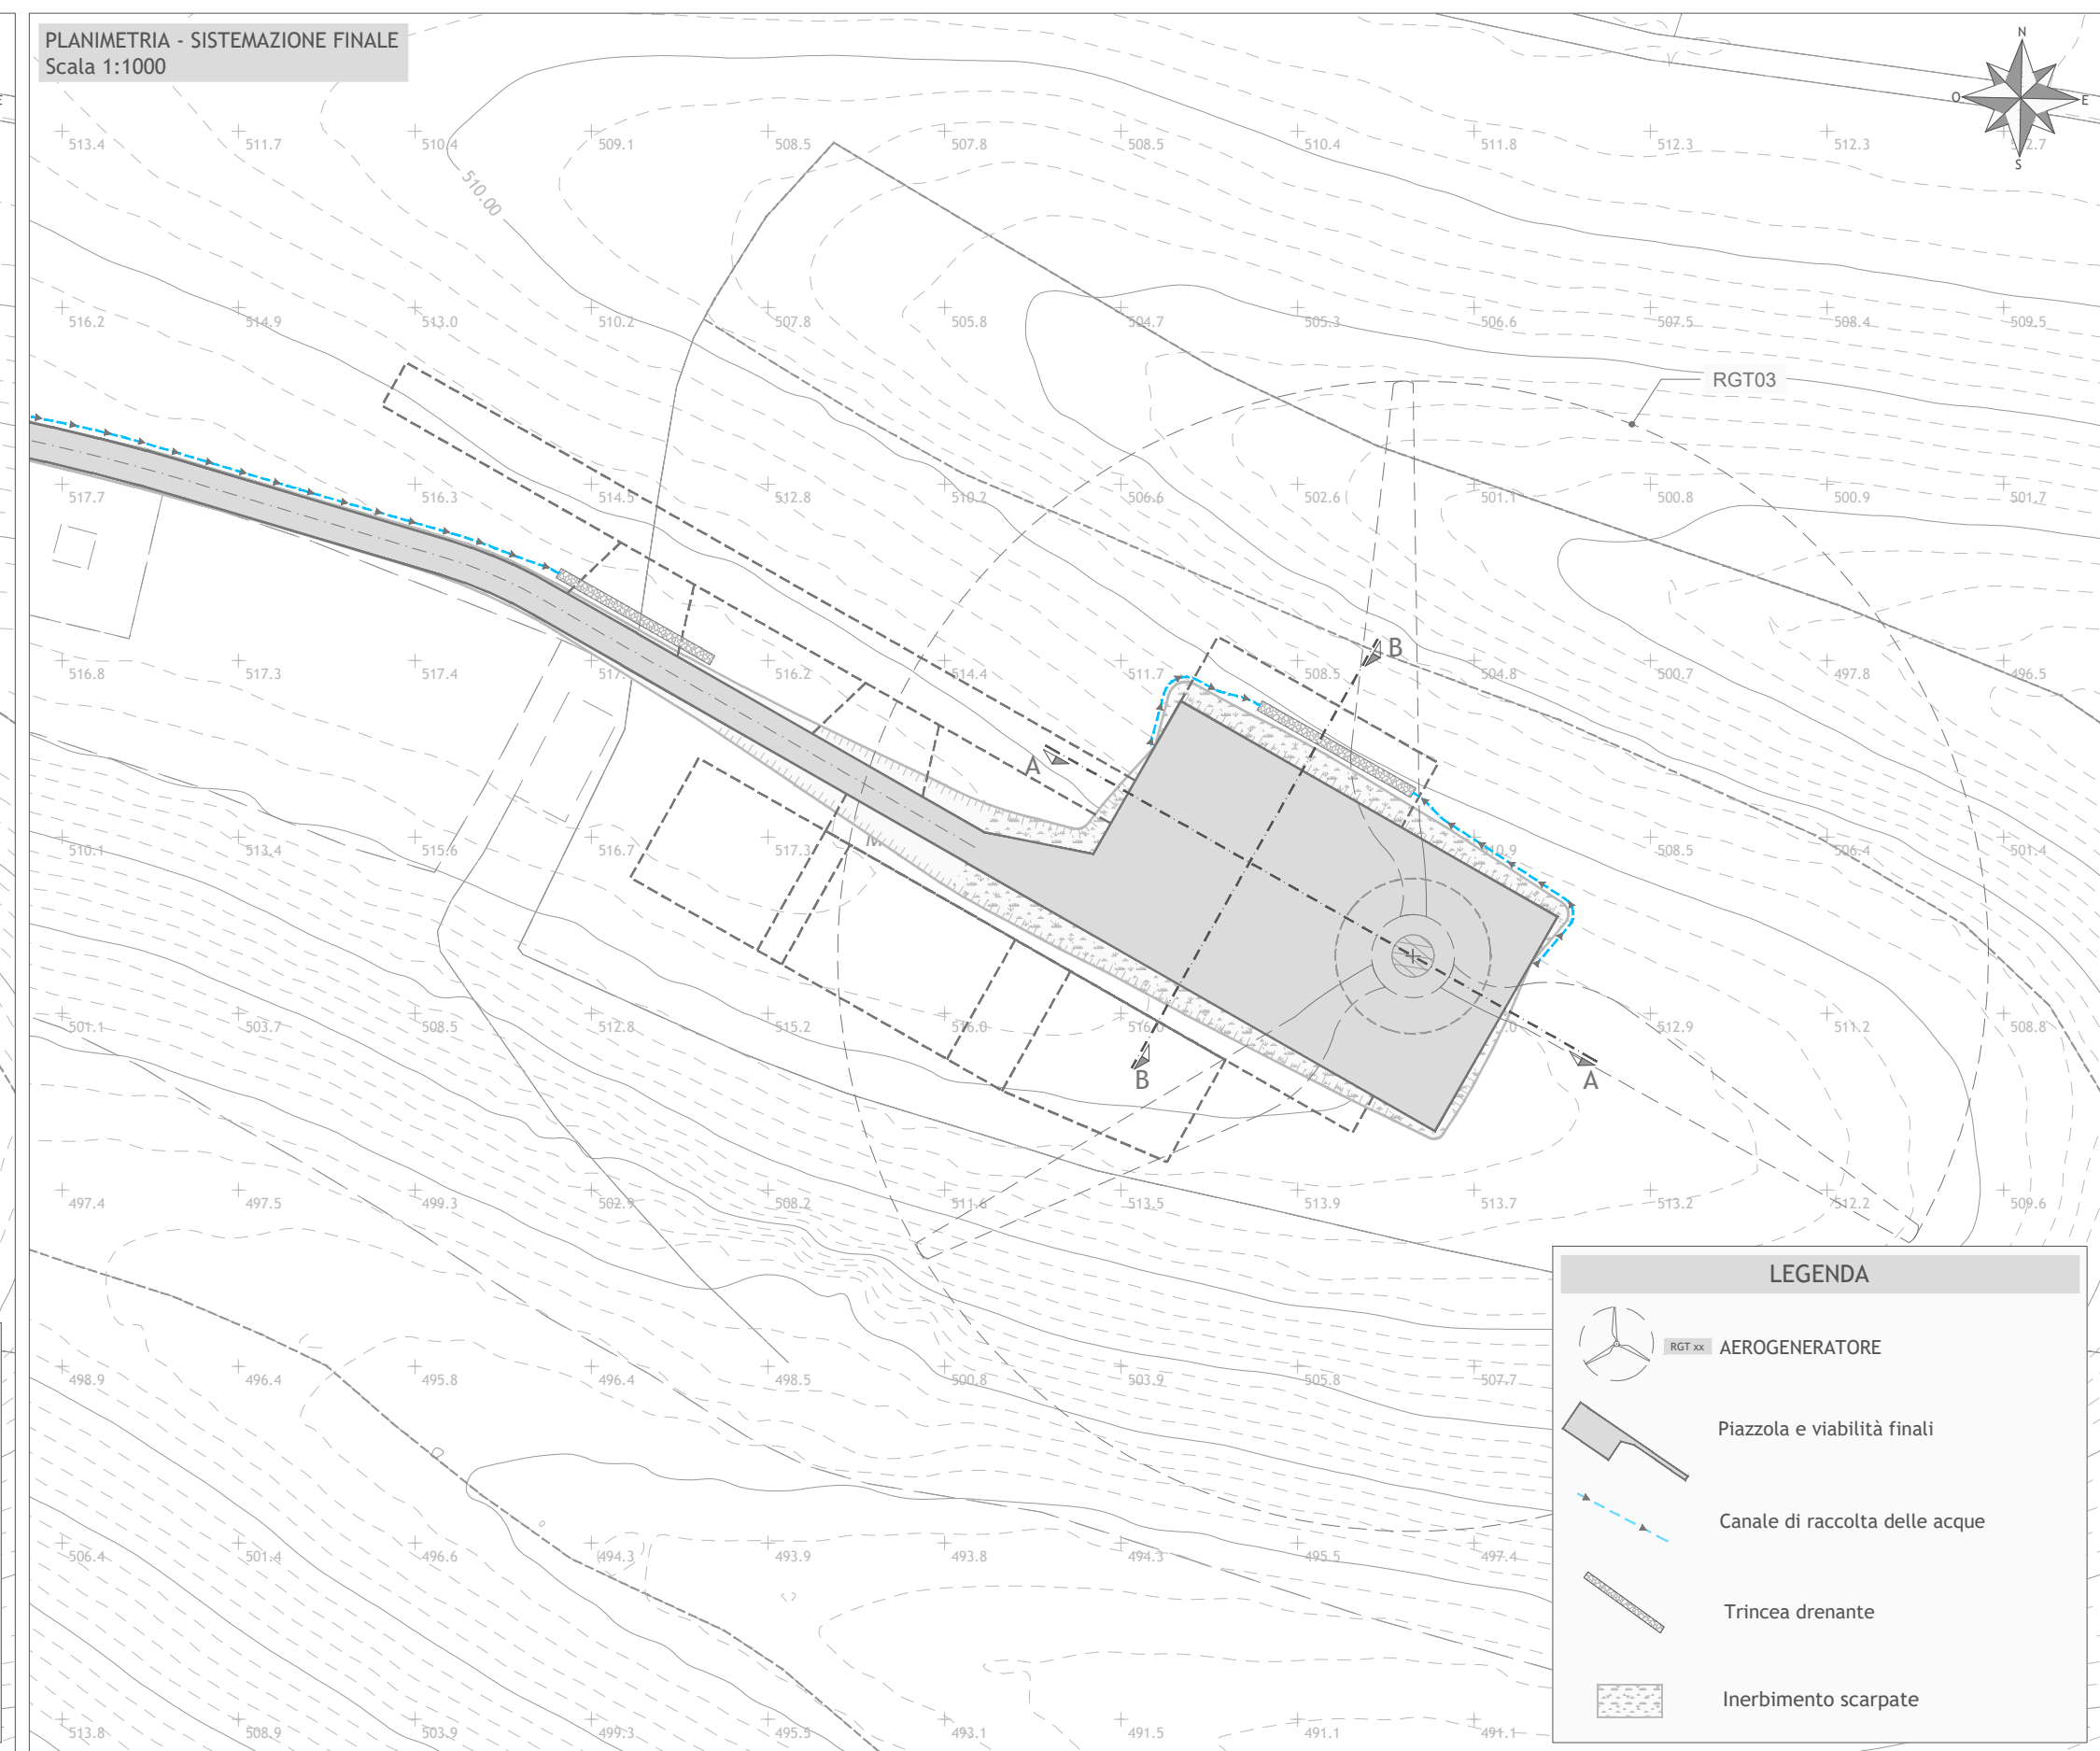 PLANIMETRIA - SISTEMAZIONE FINALE
Scala 1:1000
N
O
E
S
513.4 511.7 510.4 509.1 508.5 507.8 508.5 510.4 511.8 512.3 512.3
510.00
516.2 514.9 513.0 510.2 507.8 505.8 504.7 505.3 506.6 507.5 508.4 509.5
RGT03
517.7 516.3 514.5 512.8 510.2 506.6 502.6 501.1 500.8 500.9 501.7
516.8 517.3 517.4 516.2 514.4 511.7 508.5 504.8 500.7 497.8 496.5
B
A
510.1 513.4 515.6 516.7 517.3 508.5 506.4 501.4
501.1 503.7 508.5 512.8 515.2 516.0 512.9 511.2 508.8
B
A
497.4 497.5 499.3 502.9 508.2 511.6 513.5 513.9 513.7 513.2 512.2 509.6
498.9 496.4 495.8 496.4 498.5 500.8 503.9 505.8 507.7
506.4 501.4 496.6 494.3 493.9 493.8 494.3 495.5 497.4
513.8 508.9 503.9 499.3 495.5 493.1 491.5 491.1 491.1
LEGENDA
RGT xx AEROGENERATORE
Piazzola e viabilità finali
Canale di raccolta delle acque
Trincea drenante
Inerbimento scarpate